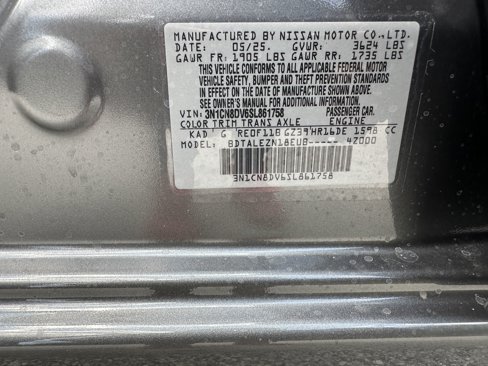 MANUFACTURED BY NISSAN MOTOR CO.,LTD.
DATE: 05/25. GVWR: 3624 LBS
GAWR FR: 1905 LBS GAWR RR: 1735 LBS
THIS VEHICLE CONFORMS TO ALL APPLICABLE FEDERAL MOTOR
VEHICLE SAFETY, BUMPER AND THEFT PREVENTION STANDARDS
IN EFFECT ON THE DATE OF MANUFACTURE SHOWN ABOVE.
SEE OWNER'S MANUAL FOR ADDITIONAL INFORMATION.
VIN: 3N1CN8DV6SL861758 PASSENGER CAR.
COLOR TRIM TRANS AXLE ENGINE
KAD G RE0F11B GZ39 HR16DE 1598 CC
MODEL: BDTALEZN18EUB----- 4Z000
3N1CN8DV6SL861758